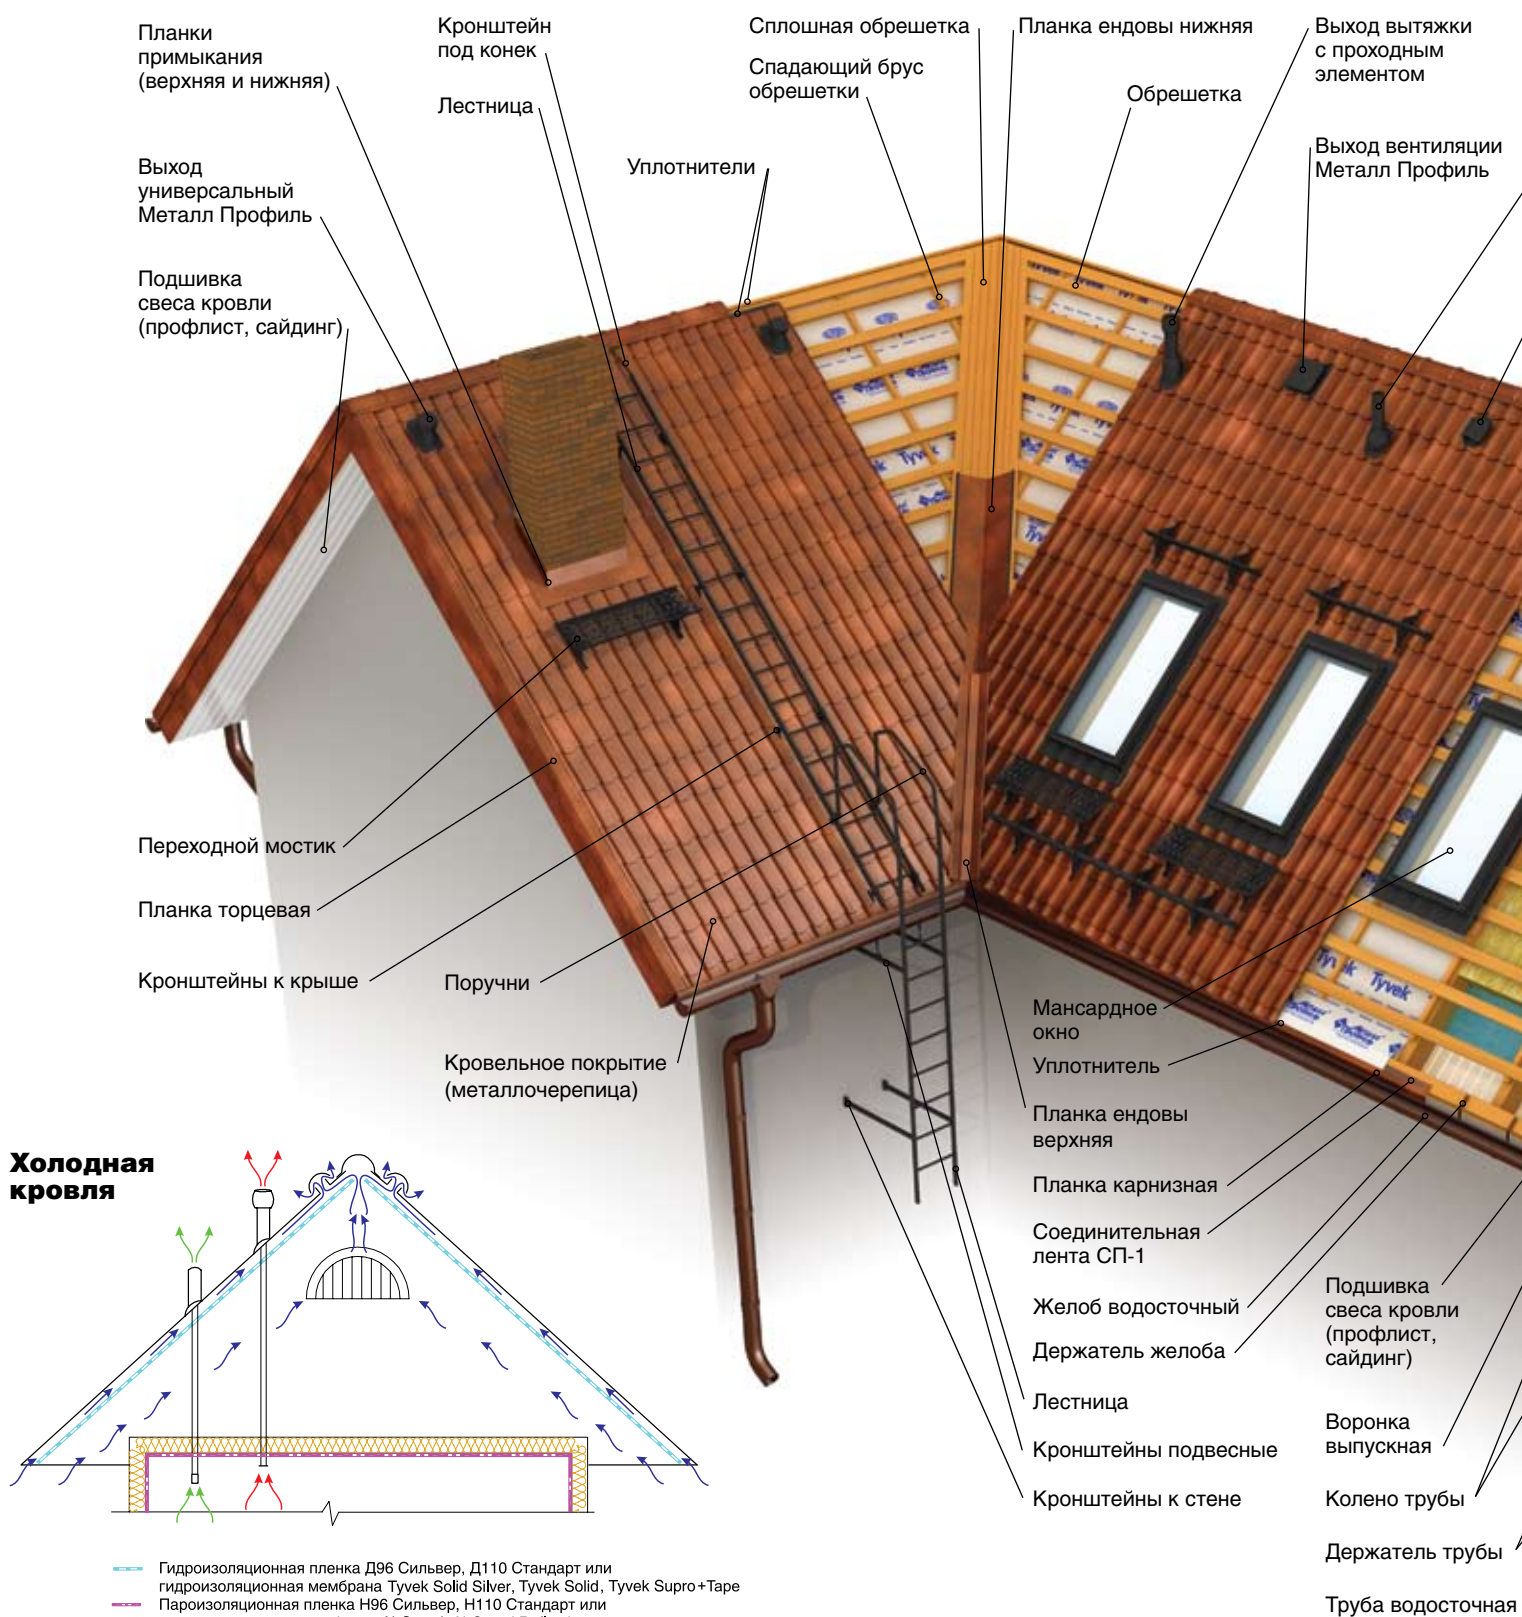 Планки
примыкания
(верхняя и нижняя)
Кронштейн
под конек
Лестница
Сплошная обрешетка
Спадающий брус
обрешетки
Планка ендовы нижняя
Обрешетка
Выход вытяжки
с проходным
элементом
Выход вентиляции
Металл Профиль
Уплотнители
Выход
универсальный
Металл Профиль
Подшивка
свеса кровли
(профлист, сайдинг)
Tyvek
Tyvek
Tyvek
Переходной мостик
Планка торцевая
Кронштейны к крыше
Поручни
Кровельное покрытие
(металлочерепица)
Мансардное
окно
Уплотнитель
Планка ендовы
верхняя
Планка карнизная
Соединительная
лента СП-1
Желоб водосточный
Держатель желоба
Лестница
Кронштейны подвесные
Кронштейны к стене
Подшивка
свеса кровли
(профлист,
сайдинг)
Воронка
выпускная
Колено трубы
Держатель трубы
Труба водосточная
Холодная
кровля
Гидроизоляционная пленка Д96 Сильвер, Д110 Стандарт или
гидроизоляционная мембрана Tyvek Solid Silver, Tyvek Solid, Tyvek Supro+Tape
Пароизоляционная пленка Н96 Сильвер, Н110 Стандарт или